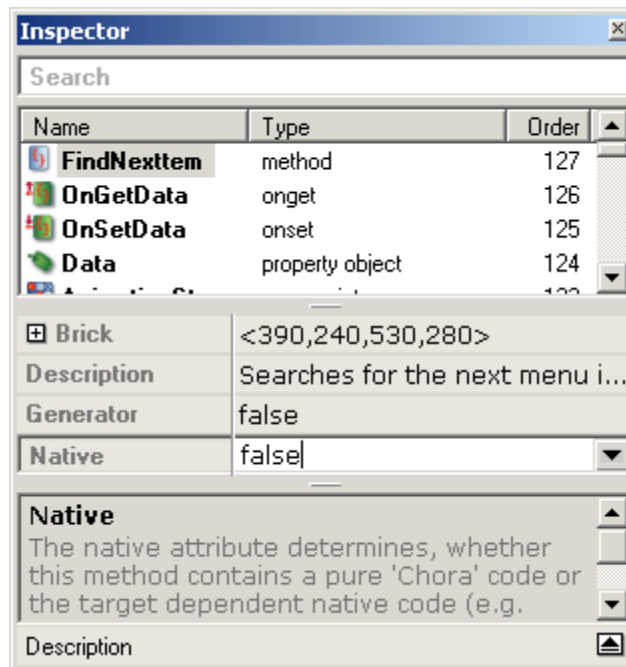 Inspector
Search
Name Type Order
FindNexttem method 127
OnGetData onget 126
OnSetData onset 125
Data property object 124
Brick <390,240,530,280>
Description Searches for the next menu i...
Generator false
Native false
Native
The native attribute determines, whether
this method contains a pure 'Chora' code or
the target dependent native code (e.g.
Description